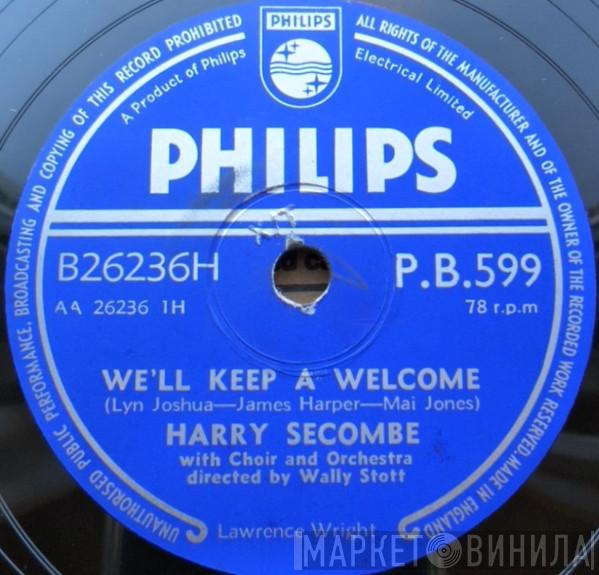 PHILIPS
UNAUTHORISED PUBLIC PERFORMANCE, BROADCASTING AND COPYING OF THIS RECORD PROHIBITED
ALL RIGHTS OF THE MANUFACTURER AND OF THE OWNER OF THE RECORDED WORK RESERVED. MADE IN ENGLAND
A Product of Philips
Electrical Limited
PHILIPS
B26236H
P.B.599
AA 26236 1H
78 r.p.m
WE'LL KEEP A WELCOME
(Lyn Joshua—James Harper—Mai Jones)
HARRY SECOMBE
with Choir and Orchestra
directed by Wally Stott
Lawrence Wright
МАРКЕТ ВИНИЛА